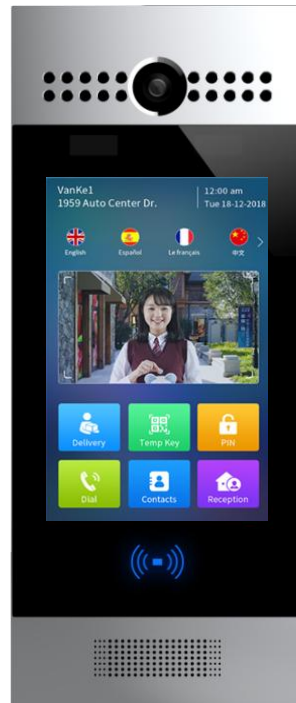 VanKe1
1959 Auto Center Dr.
12:00 am
Tue 18-12-2018
English
Español
Le français
中文
Delivery
Temp Key
PIN
Dial
Contacts
Reception